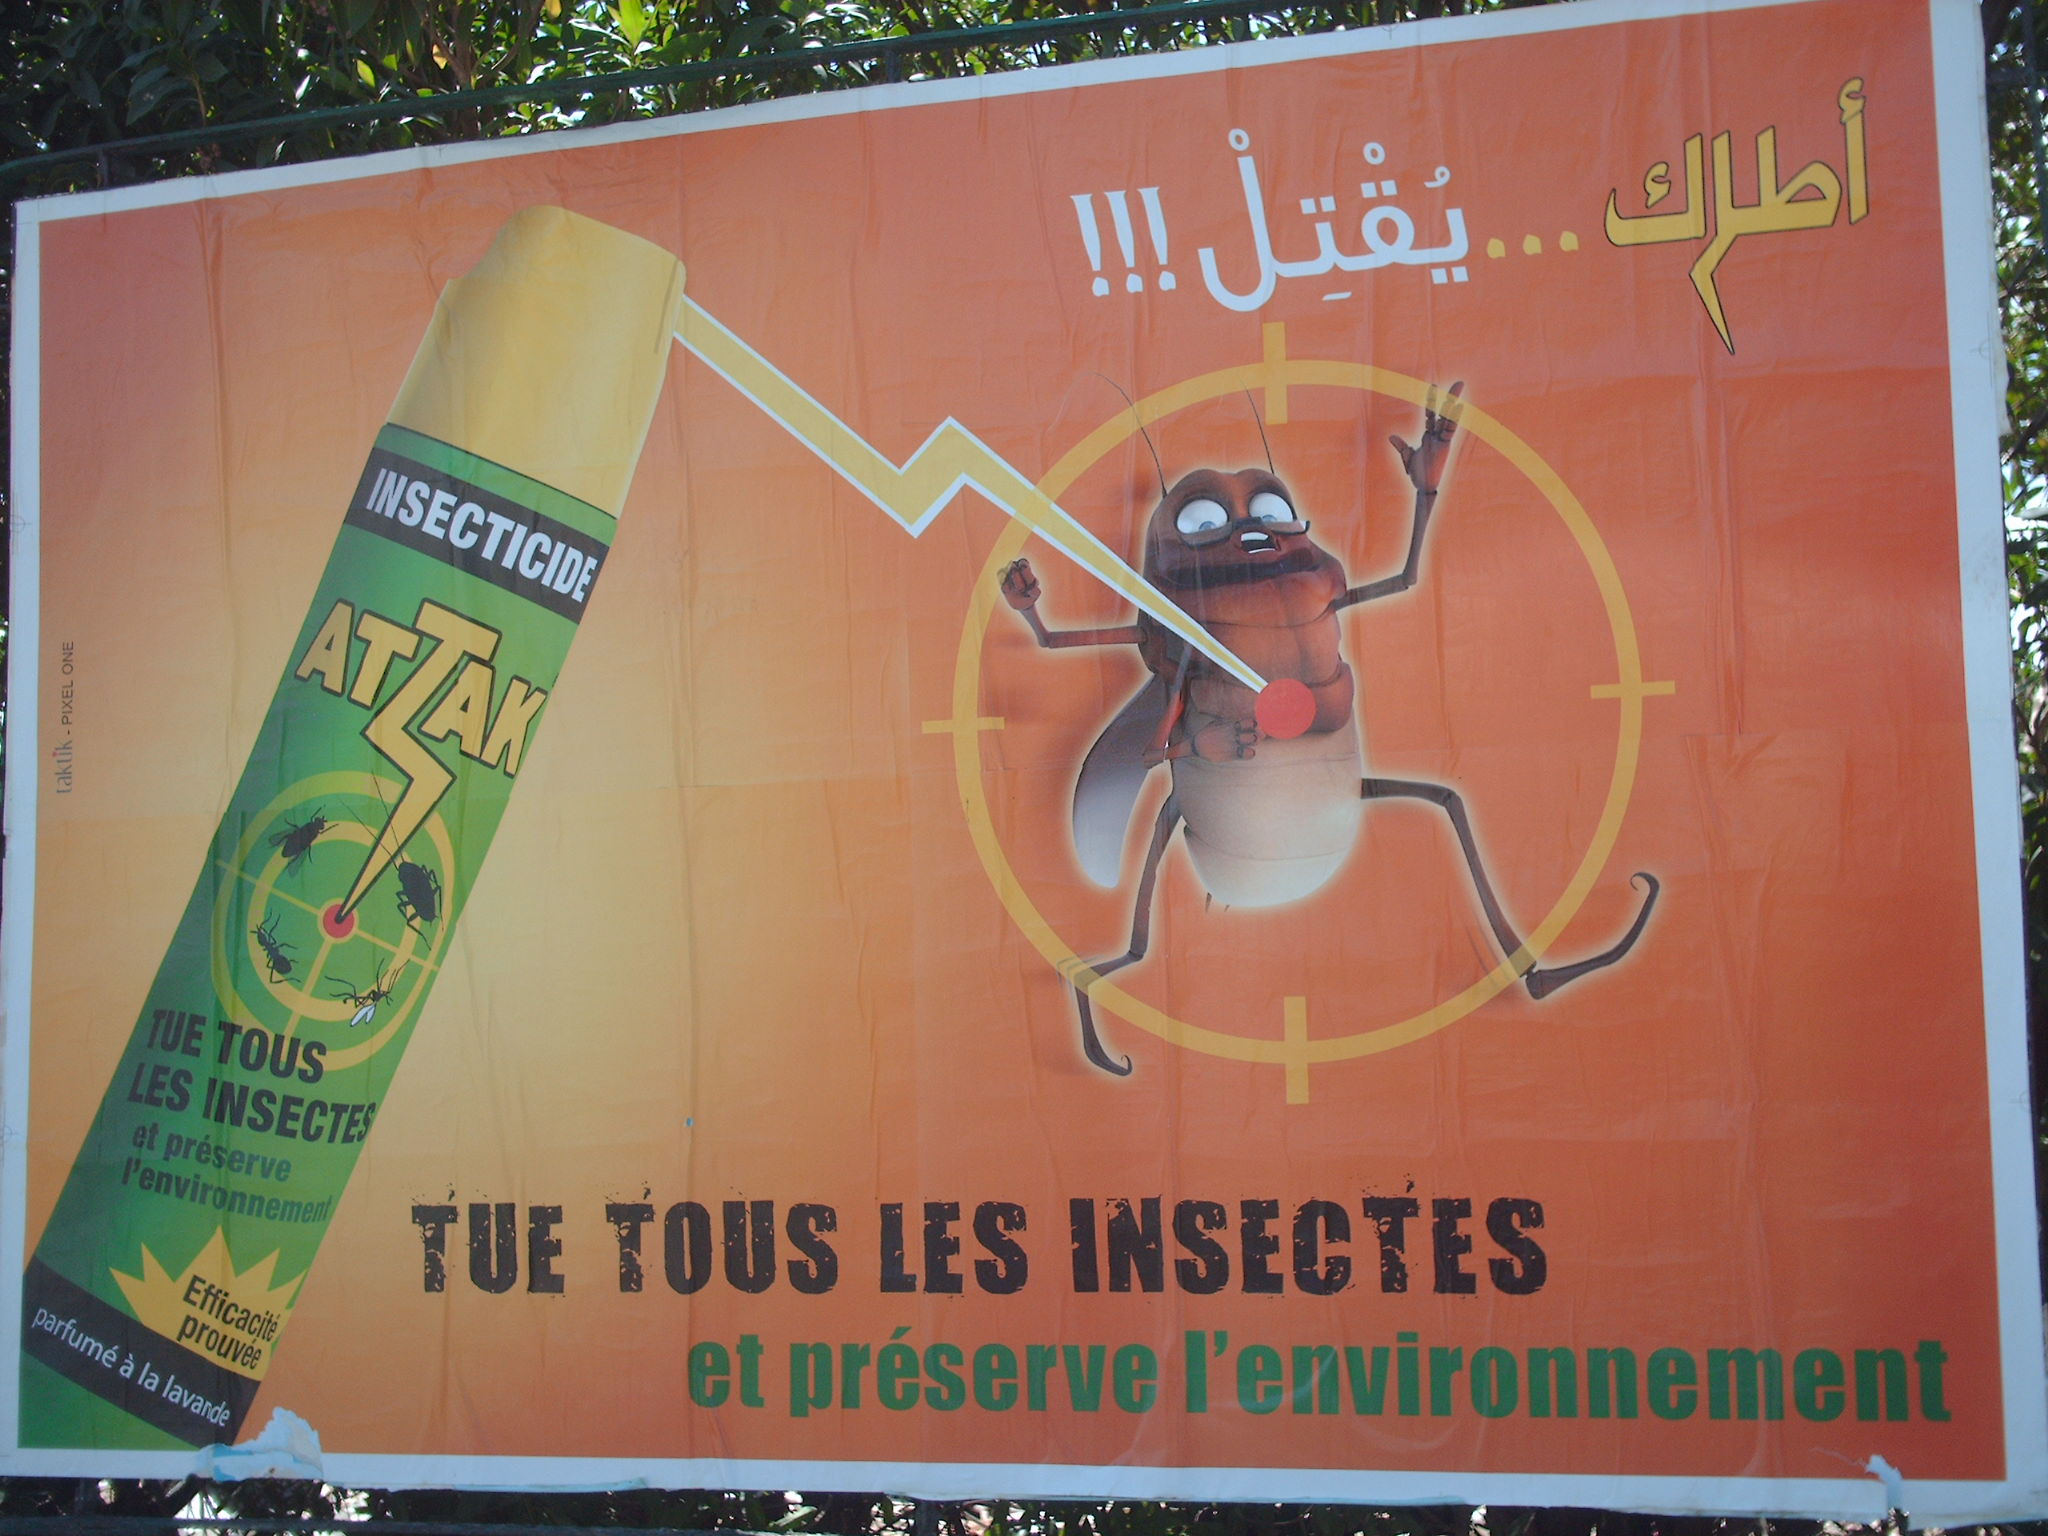 أطاك...يُقْتِلْ!!!
INSECTICIDE
ATTAK
TUE TOUS
LES INSECTES
et préserve
l'environnement
Efficacité
prouvée
parfumé à la lavande
taktik - PIXEL ONE
TUE TOUS LES INSECTES
et préserve l'environnement